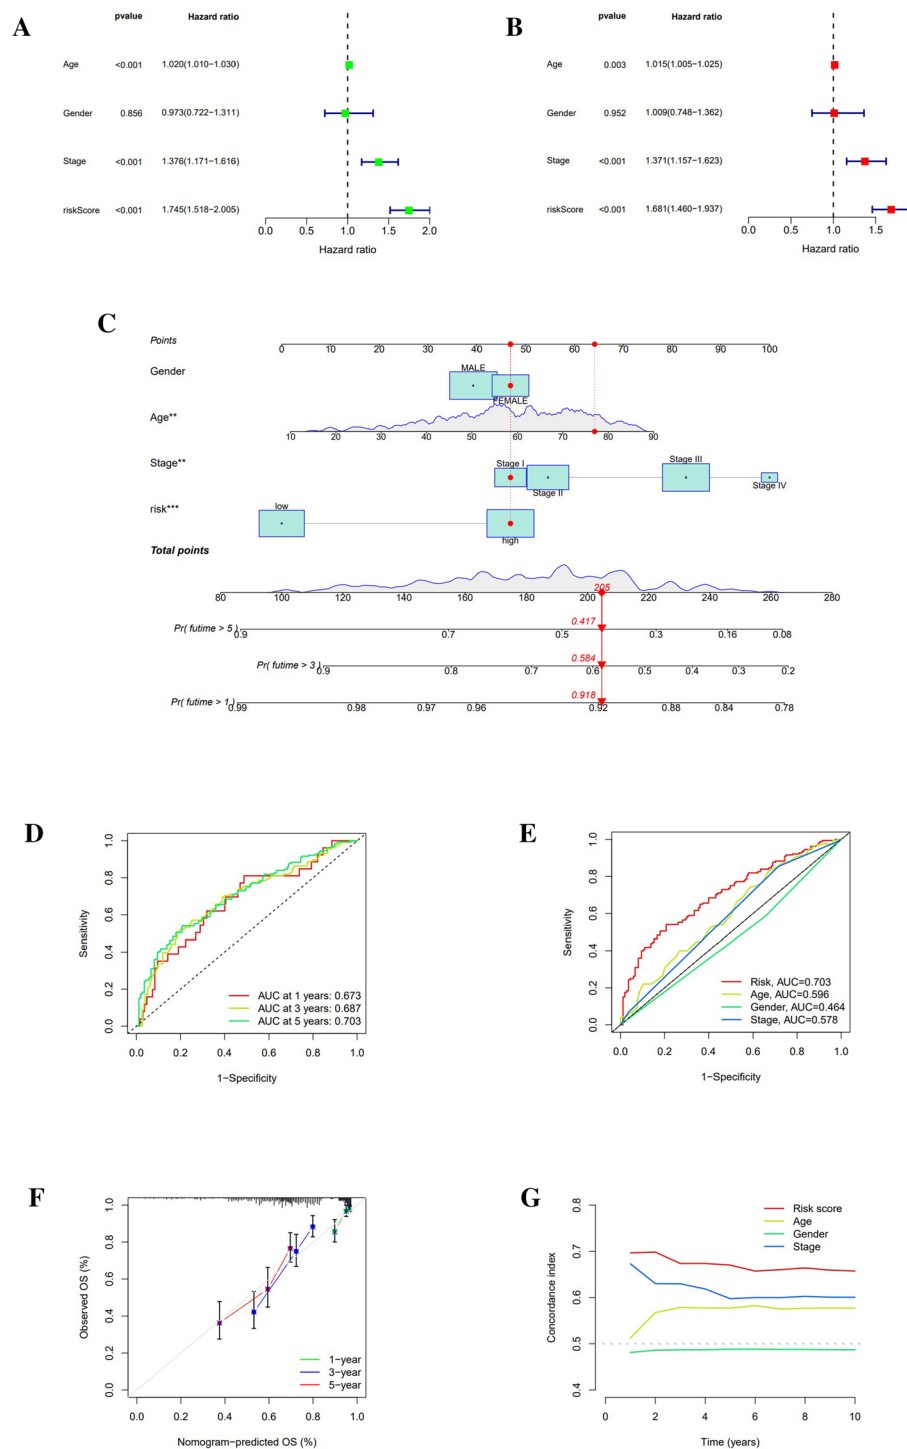 A
pvalue Hazard ratio
Age <0.001 1.020(1.010−1.030)
Gender 0.856 0.973(0.722−1.311)
Stage <0.001 1.376(1.171−1.616)
riskScore <0.001 1.745(1.518−2.005)
0.0 0.5 1.0 1.5 2.0
Hazard ratio
B
pvalue Hazard ratio
Age 0.003 1.015(1.005−1.025)
Gender 0.952 1.009(0.748−1.362)
Stage <0.001 1.371(1.157−1.623)
riskScore <0.001 1.681(1.460−1.937)
0.0 0.5 1.0 1.5
Hazard ratio
C
Points
0 10 20 30 40 50 60 70 80 90 100
Gender
MALE
FEMALE
Age**
10 20 30 40 50 60 70 80 90
Stage**
Stage I
Stage II
Stage III
Stage IV
risk***
low
high
Total points
205
80 100 120 140 160 180 200 220 240 260 280
0.417
Pr( futime > 5)
0.9 0.7 0.5 0.3 0.16 0.08
0.584
Pr( futime > 3)
0.9 0.8 0.7 0.6 0.5 0.4 0.3 0.2
0.918
Pr( futime > 1)
0.99 0.98 0.97 0.96 0.92 0.88 0.84 0.78
D
Sensitivity
1.0
0.8
0.6
0.4
0.2
0.0
AUC at 1 years: 0.673
AUC at 3 years: 0.687
AUC at 5 years: 0.703
0.0 0.2 0.4 0.6 0.8 1.0
1−Specificity
E
Sensitivity
1.0
0.8
0.6
0.4
0.2
0.0
Risk, AUC=0.703
Age, AUC=0.596
Gender, AUC=0.464
Stage, AUC=0.578
0.0 0.2 0.4 0.6 0.8 1.0
1−Specificity
F
Observed OS (%)
1.0
0.8
0.6
0.4
0.2
0.0
1−year
3−year
5−year
0.0 0.2 0.4 0.6 0.8 1.0
Nomogram−predicted OS (%)
G
Concordance index
0.8
0.7
0.6
0.5
0.4
Risk score
Age
Gender
Stage
0 2 4 6 8 10
Time (years)